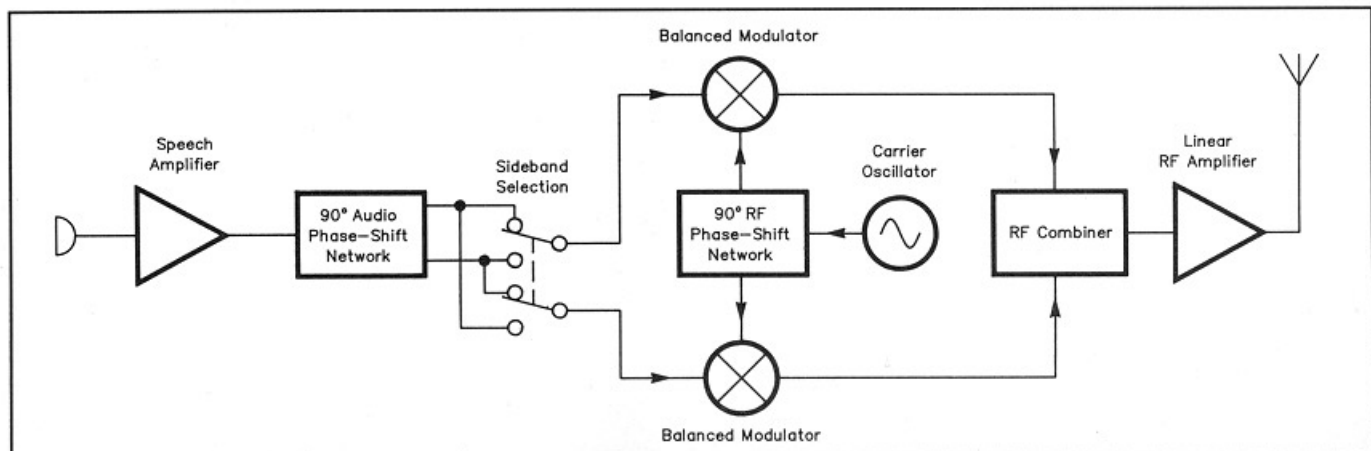 Balanced Modulator
Speech
Amplifier
Sideband
Selection
Carrier
Oscillator
Linear
RF Amplifier
90° Audio
Phase-Shift
Network
90° RF
Phase-Shift
Network
RF Combiner
Balanced Modulator